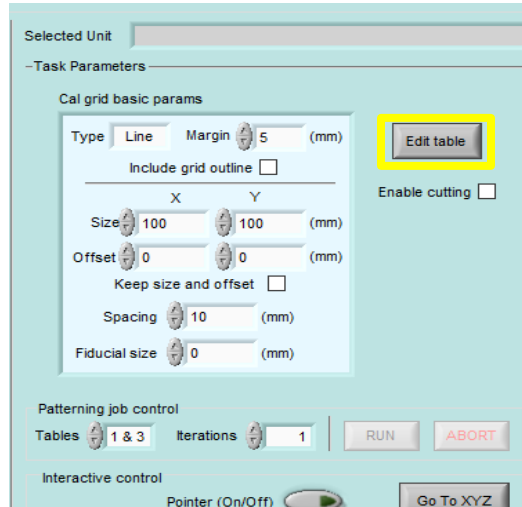 Selected Unit
Task Parameters
Cal grid basic params
Type Line Margin 5 (mm)
Edit table
Include grid outline
Enable cutting
X Y
Size 100 100 (mm)
Offset 0 0 (mm)
Keep size and offset
Spacing 10 (mm)
Fiducial size 0 (mm)
Patterning job control
Tables 1 & 3 Iterations 1 RUN ABORT
Interactive control
Pointer (On/Off) Go To XYZ